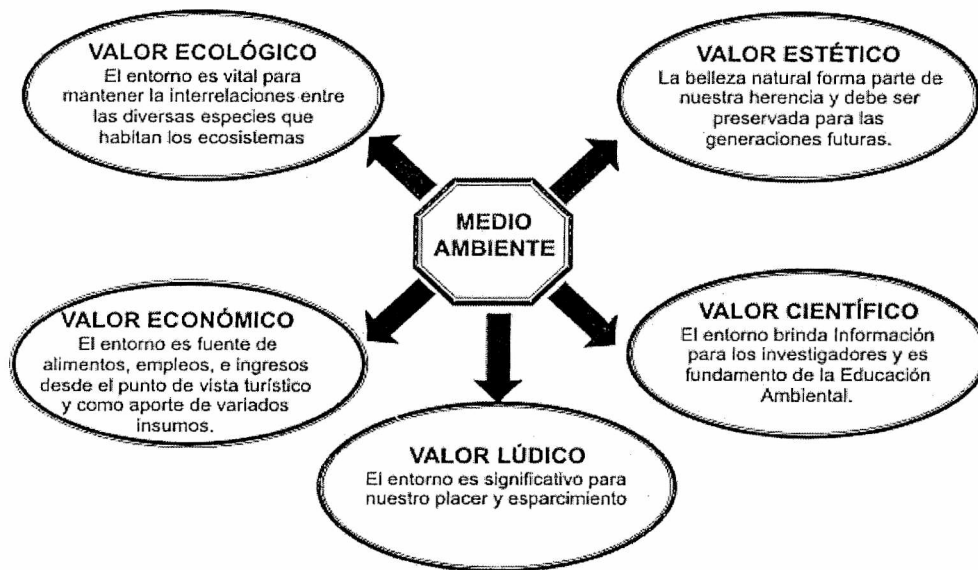 VALOR ECOLÓGICO
El entorno es vital para
mantener la interrelaciones entre
las diversas especies que
habitan los ecosistemas
VALOR ESTÉTICO
La belleza natural forma parte de
nuestra herencia y debe ser
preservada para las
generaciones futuras.
MEDIO
AMBIENTE
VALOR ECONÓMICO
El entorno es fuente de
alimentos, empleos, e ingresos
desde el punto de vista turístico
y como aporte de variados
insumos.
VALOR CIENTÍFICO
El entorno brinda Información
para los investigadores y es
fundamento de la Educación
Ambiental.
VALOR LÚDICO
El entorno es significativo para
nuestro placer y esparcimiento